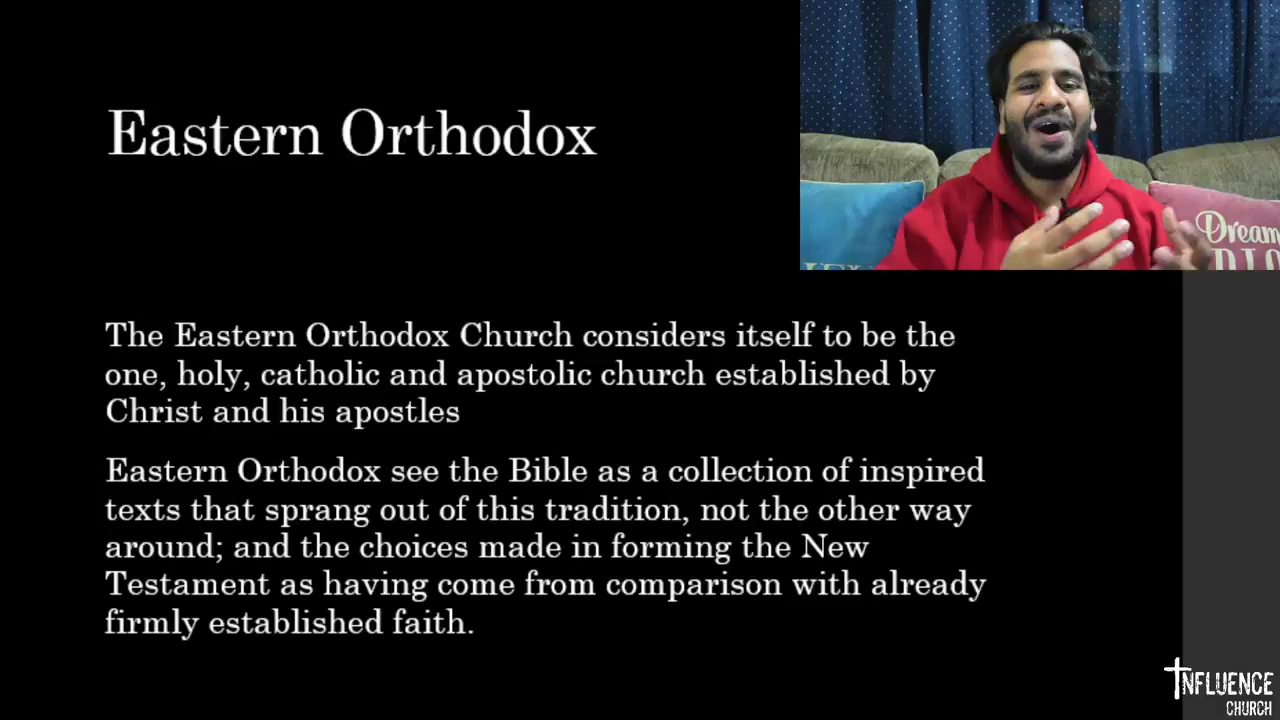 Eastern Orthodox
Dream
The Eastern Orthodox Church considers itself to be the
one, holy, catholic and apostolic church established by
Christ and his apostles
Eastern Orthodox see the Bible as a collection of inspired
texts that sprang out of this tradition, not the other way
around; and the choices made in forming the New
Testament as having come from comparison with already
firmly established faith.
INFLUENCE
CHURCH